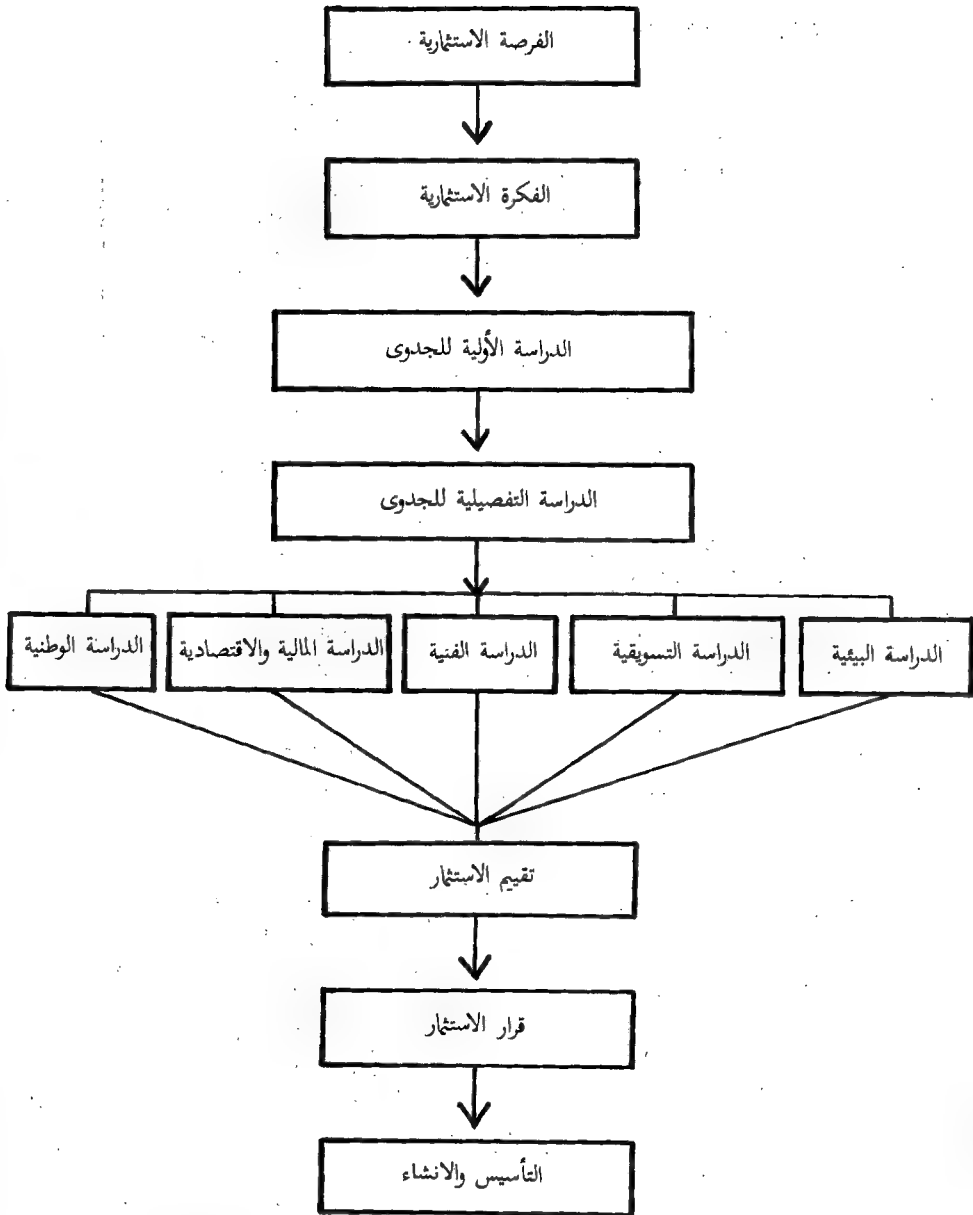 الفرصة الاستثمارية
الفكرة الاستثمارية
الدراسة الأولية للجدوى
الدراسة التفصيلية للجدوى
الدراسة البيئية
الدراسة التسويقية
الدراسة الفنية
الدراسة المالية والاقتصادية
الدراسة الوطنية
تقييم الاستثمار
قرار الاستثمار
التأسيس والانشاء